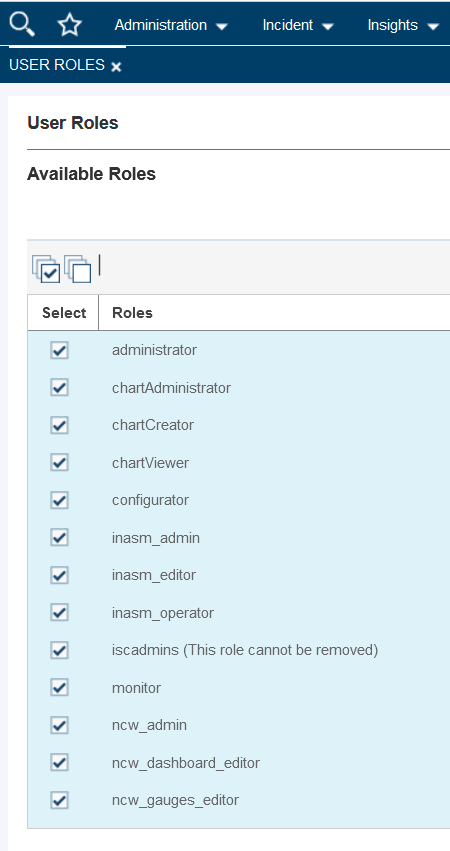 Administration Incident Insights
USER ROLES ×
User Roles
Available Roles
Select Roles
administrator
chartAdministrator
chartCreator
chartViewer
configurator
inasm_admin
inasm_editor
inasm_operator
iscadmins (This role cannot be removed)
monitor
ncw_admin
ncw_dashboard_editor
ncw_gauges_editor